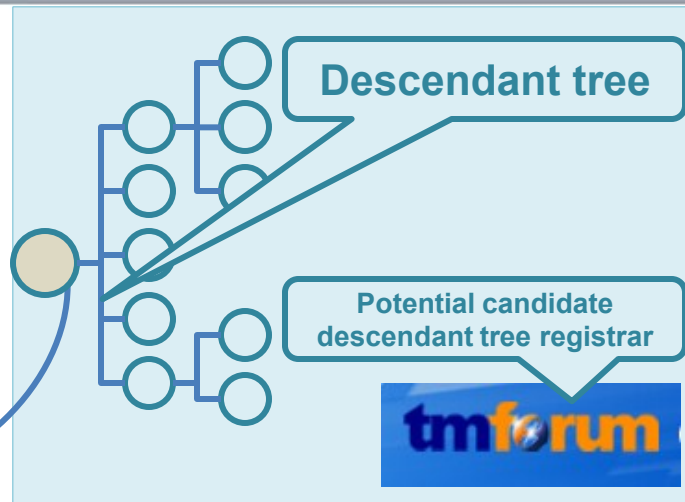 Descendant tree
Potential candidate
descendant tree registrar
tmforum